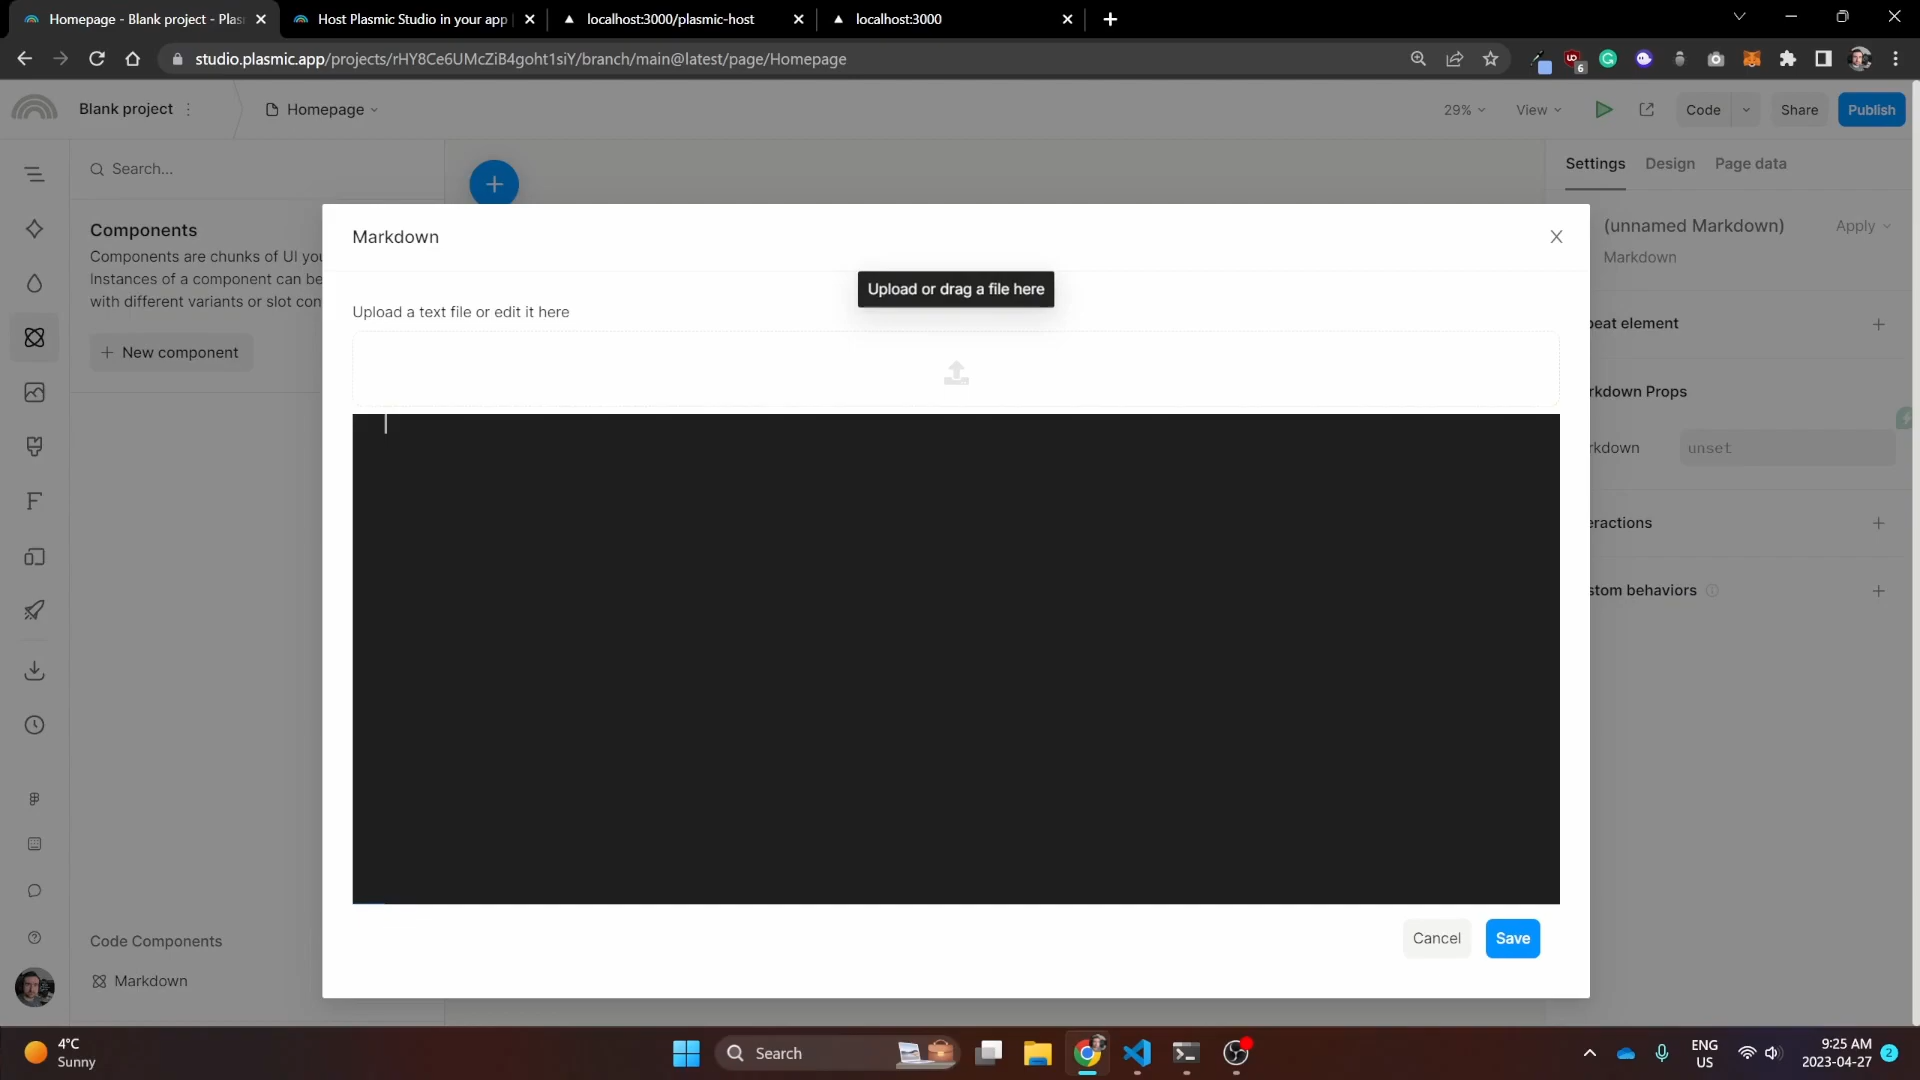 Homepage - Blank project - Plas
Host Plasmic Studio in your app
localhost:3000/plasmic-host
localhost:3000
studio.plasmic.app/projects/rHY8Ce6UMcZiB4goht1siY/branch/main@latest/page/Homepage
6
Blank project
Homepage
29%
View
Code
Share
Publish
Search...
Settings
Design
Page data
Components
Components are chunks of UI you
Instances of a component can be
with different variants or slot con
New component
Markdown
Upload or drag a file here
Upload a text file or edit it here
(unnamed Markdown)
Apply
Markdown
peat element
rkdown Props
rkdown
unset
eractions
stom behaviors
Cancel
Save
Code Components
Markdown
4°C
Sunny
Search
ENG
US
9:25 AM
2023-04-27
2